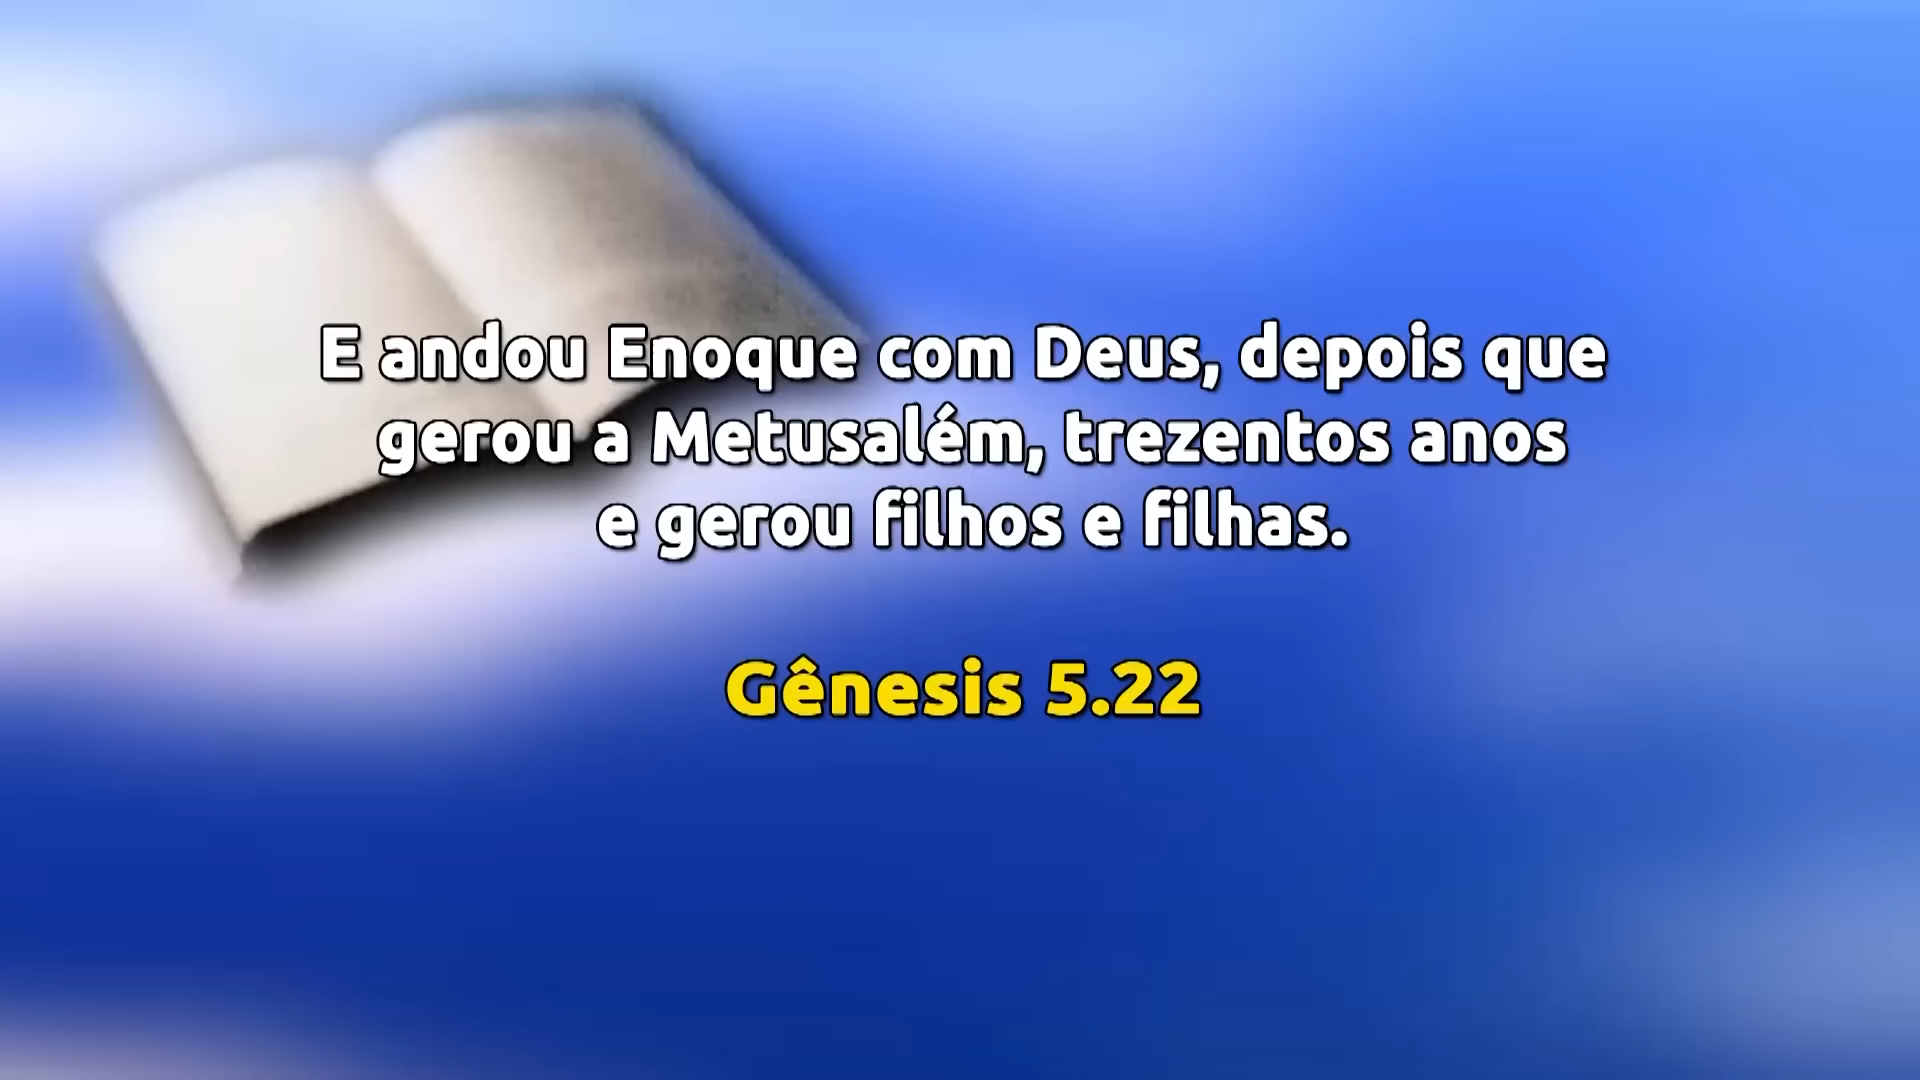 E andou Enoque com Deus, depois que
gerou a Metusalém, trezentos anos
e gerou filhos e filhas.
Gênesis 5.22